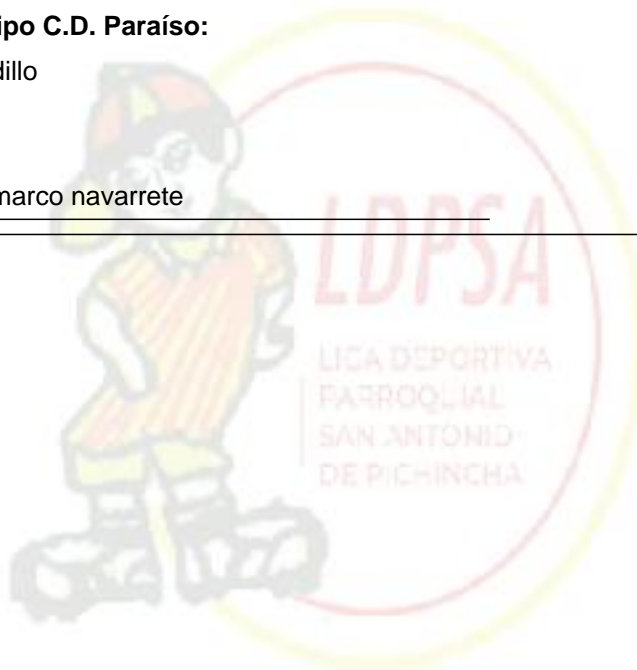 ipo C.D. Paraíso:
dillo
marco navarrete
LDPSA
LIGA DEPORTIVA
PARROQUIAL
SAN ANTONIO
DE PICHINCHA